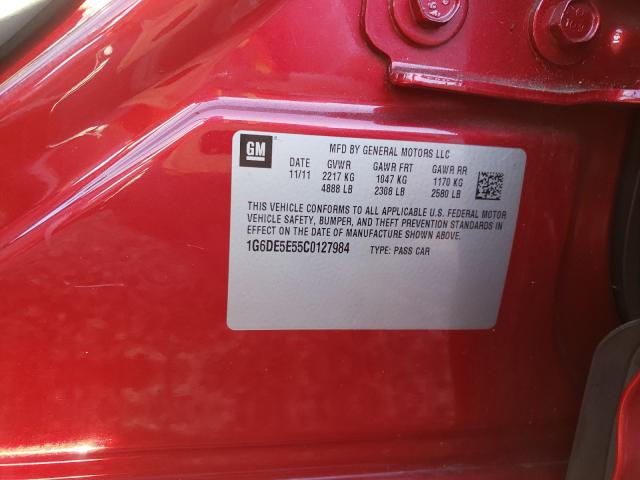 GM
MFD BY GENERAL MOTORS LLC
DATE GVWR GAWR FRT GAWR RR
11/11 2217 KG 1047 KG 1170 KG
4888 LB 2308 LB 2580 LB
THIS VEHICLE CONFORMS TO ALL APPLICABLE U.S. FEDERAL MOTOR
VEHICLE SAFETY, BUMPER, AND THEFT PREVENTION STANDARDS
IN EFFECT ON THE DATE OF MANUFACTURE SHOWN ABOVE.
1G6DE5E55C0127984 TYPE: PASS CAR